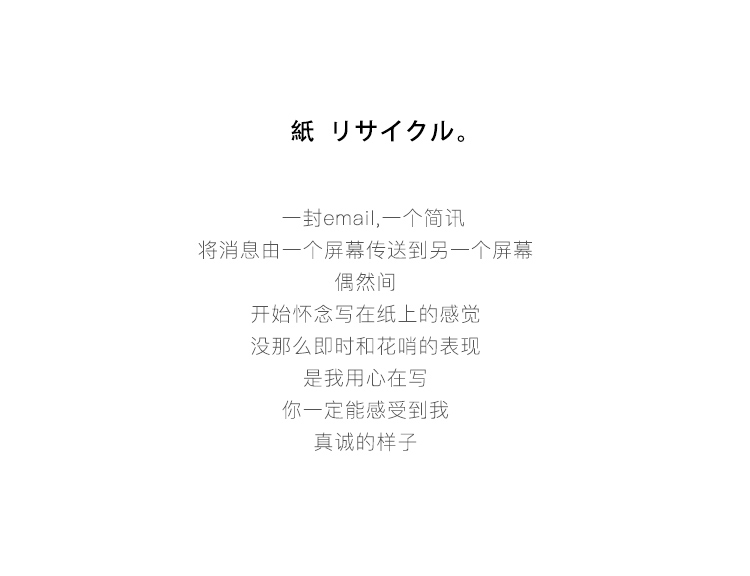 紙 リサイクル。
一封email,一个简讯
将消息由一个屏幕传送到另一个屏幕
偶然间
开始怀念写在纸上的感觉
没那么即时和花哨的表现
是我用心在写
你一定能感受到我
真诚的样子